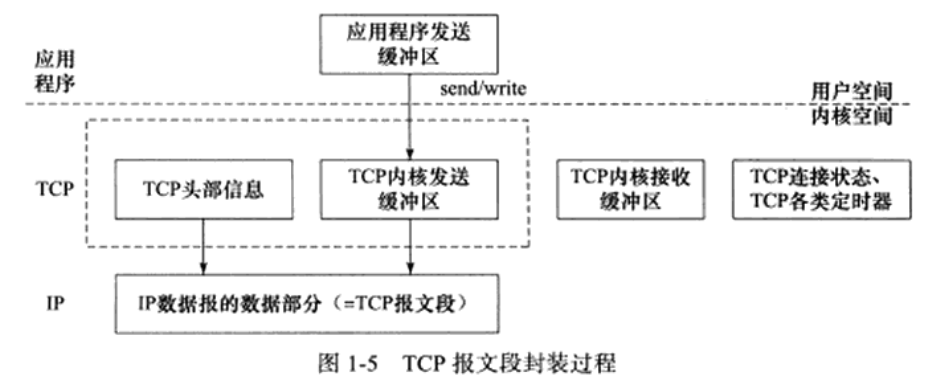 应用程序发送
缓冲区
应用
程序
send/write
用户空间
内核空间
TCP
TCP头部信息
TCP内核发送
缓冲区
TCP内核接收
缓冲区
TCP连接状态、
TCP各类定时器
IP
IP数据报的数据部分（=TCP报文段）
图 1-5 TCP 报文段封装过程